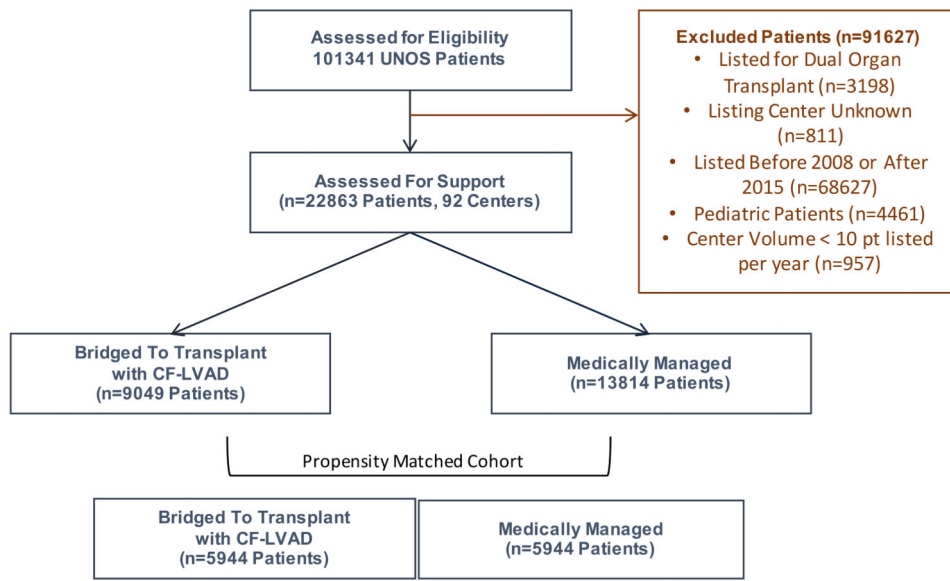 Assessed for Eligibility
101341 UNOS Patients
Excluded Patients (n=91627)
• Listed for Dual Organ
Transplant (n=3198)
• Listing Center Unknown
(n=811)
• Listed Before 2008 or After
2015 (n=68627)
• Pediatric Patients (n=4461)
• Center Volume < 10 pt listed
per year (n=957)
Assessed For Support
(n=22863 Patients, 92 Centers)
Bridged To Transplant
with CF-LVAD
(n=9049 Patients)
Medically Managed
(n=13814 Patients)
Propensity Matched Cohort
Bridged To Transplant
with CF-LVAD
(n=5944 Patients)
Medically Managed
(n=5944 Patients)